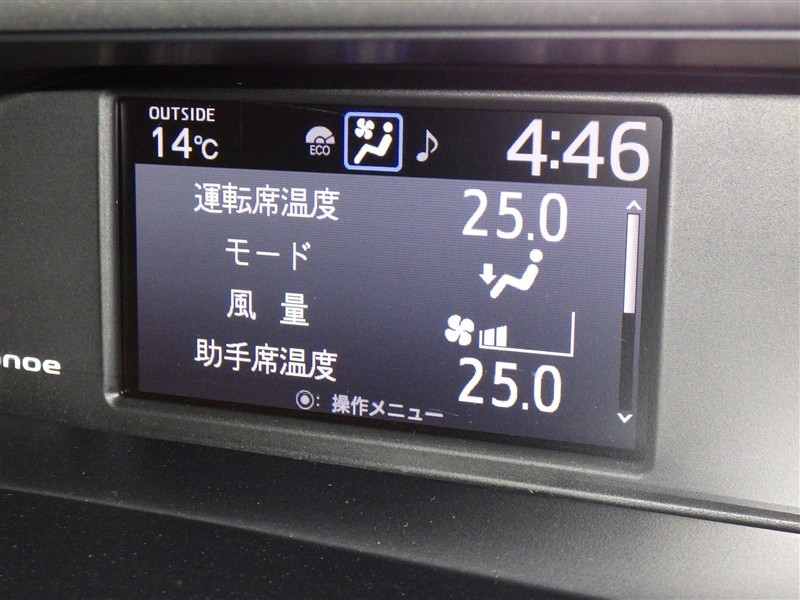 OUTSIDE
14℃
ECO
4:46
運転席温度 25.0
モード
風 量
助手席温度 25.0
: 操作メニュー